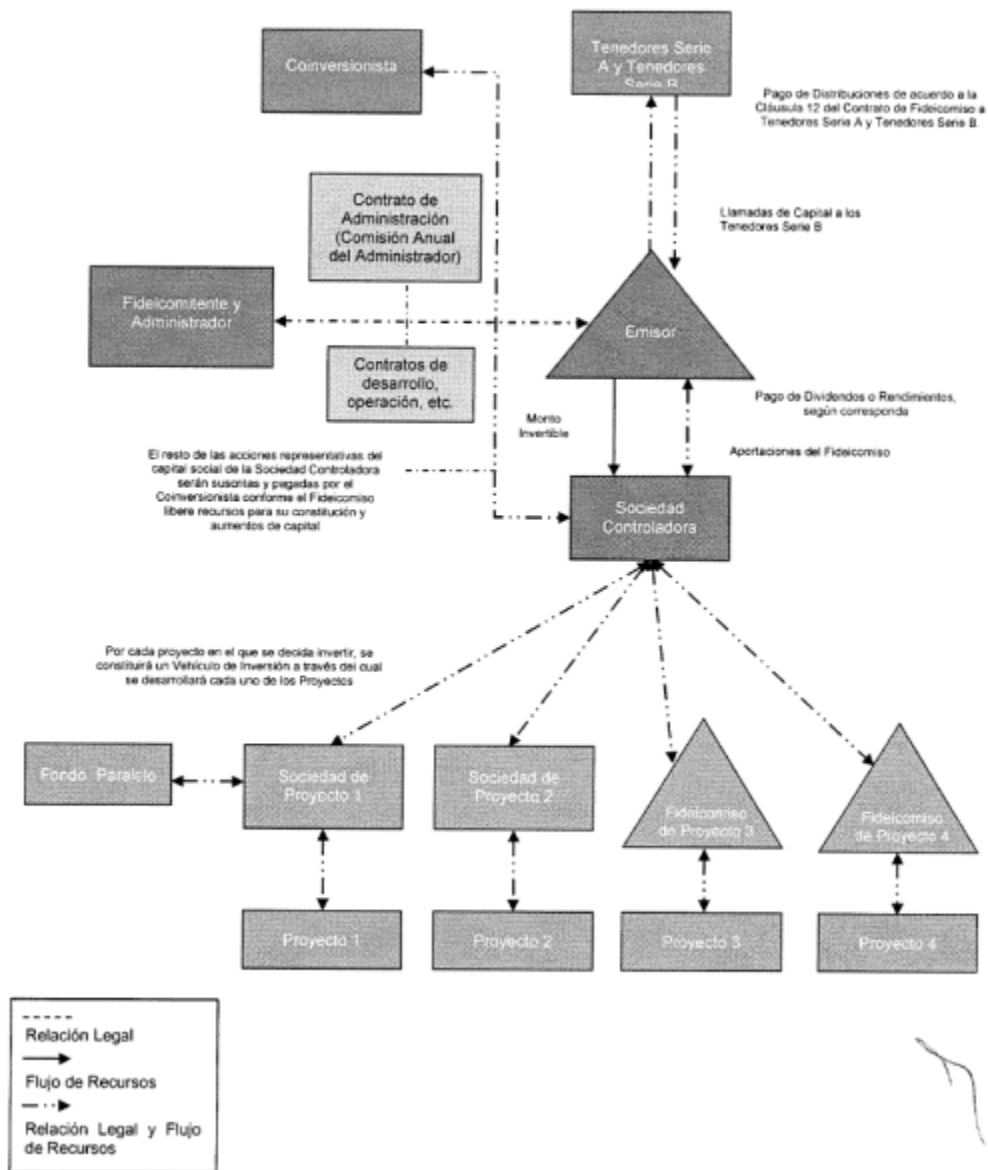 Coinversionista
Tenedores Serie
A y Tenedores
Serie B
Pago de Distribuciones de acuerdo a la
Cláusula 12 del Contrato de Fideicomiso a
Tenedores Serie A y Tenedores Serie B.
Contrato de
Administración
(Comisión Anual
del Administrador)
Llamadas de Capital a los
Tenedores Serie B
Fideicomitente y
Administrador
Emisor
Contratos de
desarrollo,
operación, etc.
Monto
Invertible
Pago de Dividendos o Rendimientos,
según corresponda
Aportaciones del Fideicomiso
El resto de las acciones representativas del
capital social de la Sociedad Controladora
serán suscritas y pagadas por el
Coinversionista conforme el Fideicomiso
libere recursos para su constitución y
aumentos de capital
Sociedad
Controladora
Por cada proyecto en el que se decida invertir, se
constituirá un Vehículo de Inversión a través del cual
se desarrollará cada uno de los Proyectos
Fondo Paralelo
Sociedad de
Proyecto 1
Sociedad de
Proyecto 2
Fideicomiso
de Proyecto 3
Fideicomiso
de Proyecto 4
Proyecto 1
Proyecto 2
Proyecto 3
Proyecto 4
Relación Legal
Flujo de Recursos
Relación Legal y Flujo
de Recursos